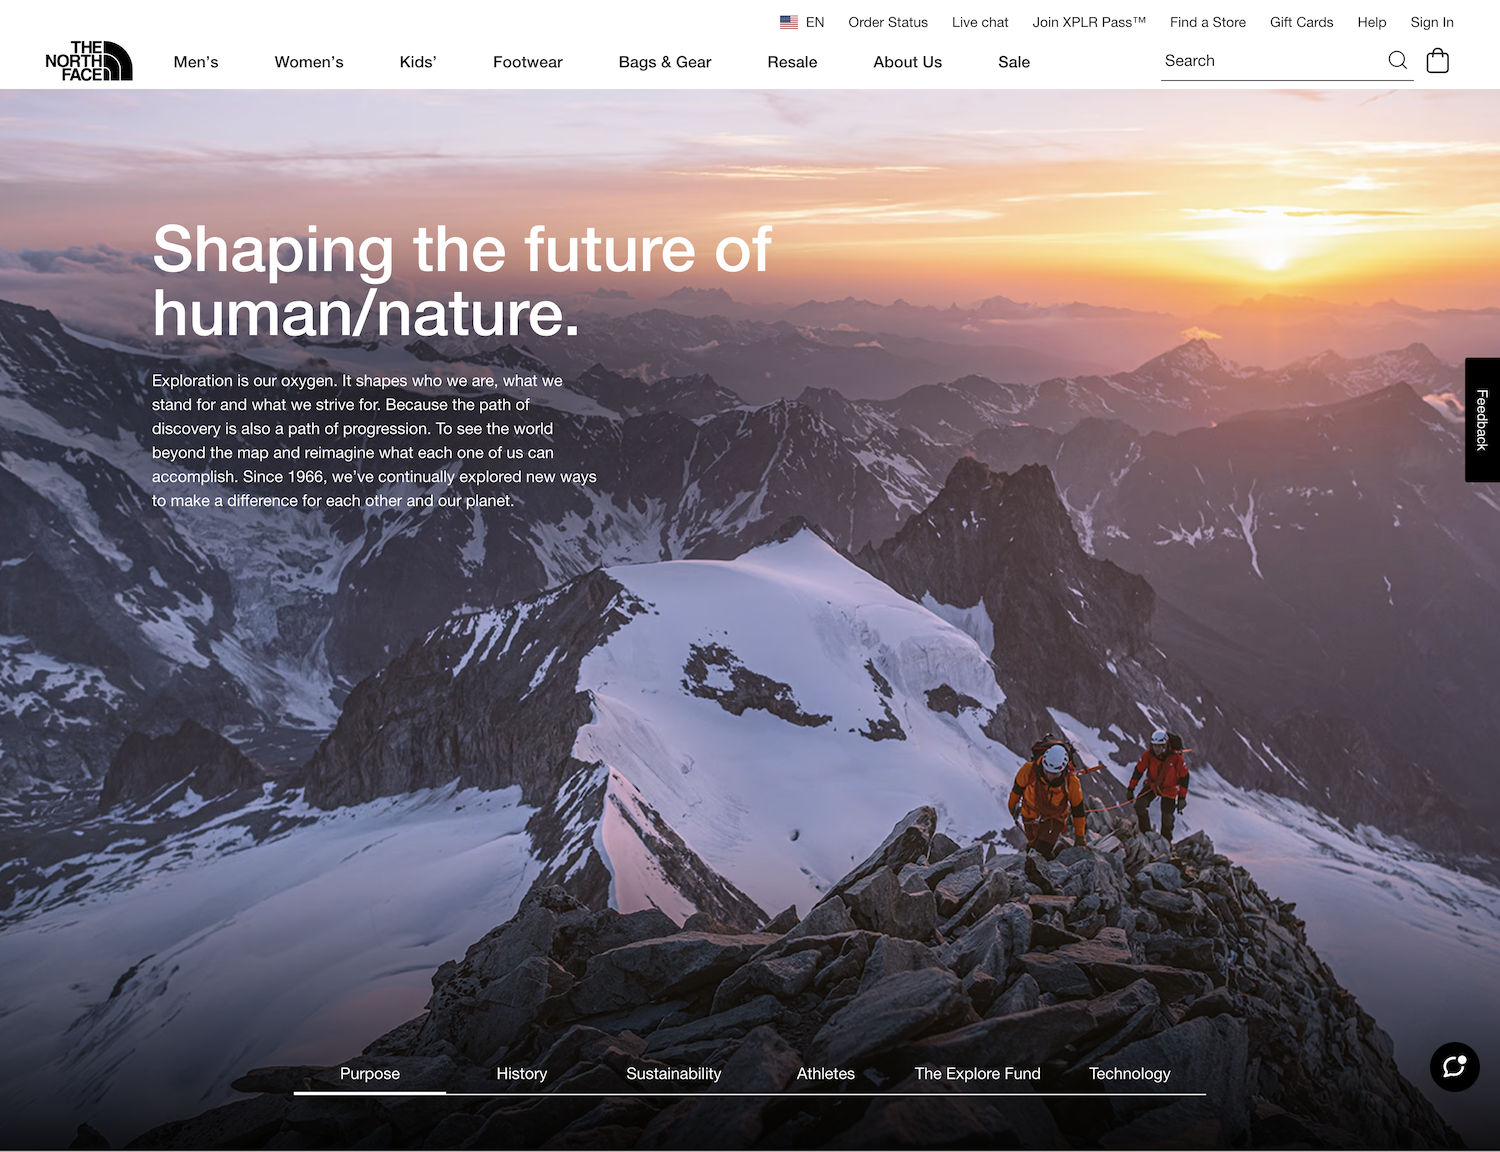 EN Order Status Live chat Join XPLR Pass™ Find a Store Gift Cards Help Sign In
THE
NORTH
FACE
Men’s Women’s Kids’ Footwear Bags & Gear Resale About Us Sale Search
Shaping the future of
human/nature.
Exploration is our oxygen. It shapes who we are, what we
stand for and what we strive for. Because the path of
discovery is also a path of progression. To see the world
beyond the map and reimagine what each one of us can
accomplish. Since 1966, we’ve continually explored new ways
to make a difference for each other and our planet.
Feedback
Purpose History Sustainability Athletes The Explore Fund Technology